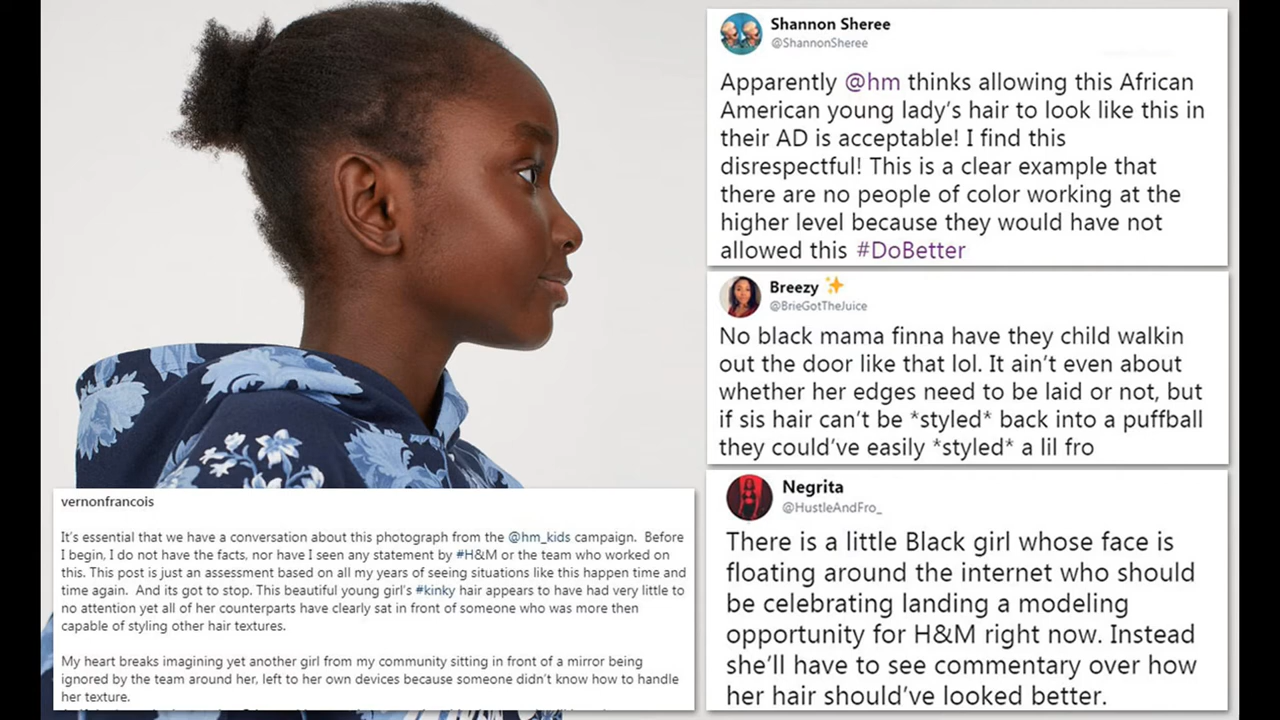 Shannon Sheree
@ShannonSheree
Apparently @hm thinks allowing this African
American young lady's hair to look like this in
their AD is acceptable! I find this
disrespectful! This is a clear example that
there are no people of color working at the
higher level because they would have not
allowed this #DoBetter
Breezy ✨
@BrieGotTheJuice
No black mama finna have they child walkin
out the door like that lol. It ain't even about
whether her edges need to be laid or not, but
if sis hair can't be *styled* back into a puffball
they could've easily *styled* a lil fro
Negrita
@HustleAndFro_
There is a little Black girl whose face is
floating around the internet who should
be celebrating landing a modeling
opportunity for H&M right now. Instead
she'll have to see commentary over how
her hair should've looked better.
vernonfrancois
It's essential that we have a conversation about this photograph from the @hm_kids campaign. Before
I begin, I do not have the facts, nor have I seen any statement by #H&M or the team who worked on
this. This post is just an assessment based on all my years of seeing situations like this happen time and
time again. And its got to stop. This beautiful young girl's #kinky hair appears to have had very little to
no attention yet all of her counterparts have clearly sat in front of someone who was more then
capable of styling other hair textures.
My heart breaks imagining yet another girl from my community sitting in front of a mirror being
ignored by the team around her, left to her own devices because someone didn't know how to handle
her texture.